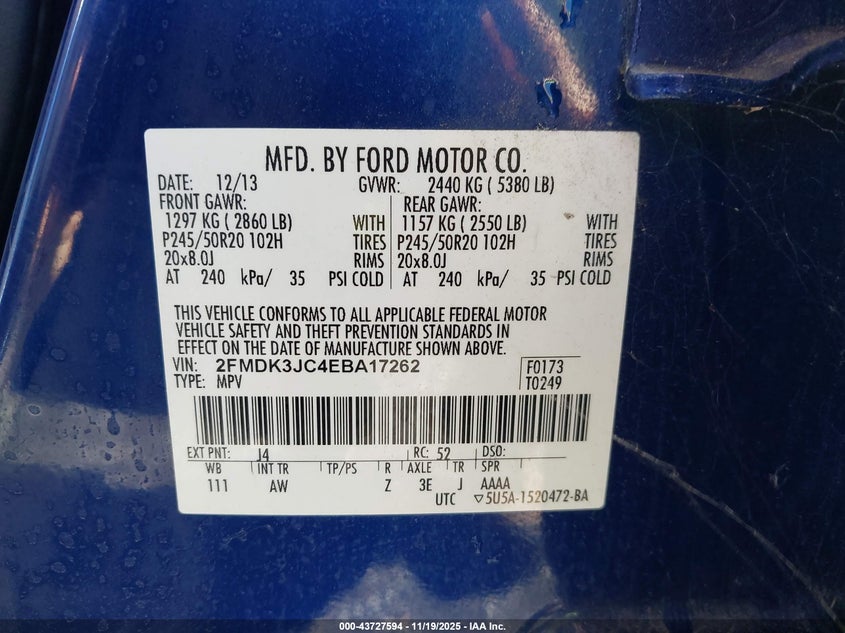 MFD. BY FORD MOTOR CO.
DATE: 12/13 GVWR: 2440 KG ( 5380 LB)
FRONT GAWR: REAR GAWR:
1297 KG ( 2860 LB) WITH 1157 KG ( 2550 LB) WITH
P245/50R20 102H TIRES P245/50R20 102H TIRES
20x8.0J RIMS 20x8.0J RIMS
AT 240 kPa/ 35 PSI COLD AT 240 kPa/ 35 PSI COLD
THIS VEHICLE CONFORMS TO ALL APPLICABLE FEDERAL MOTOR
VEHICLE SAFETY AND THEFT PREVENTION STANDARDS IN
EFFECT ON THE DATE OF MANUFACTURE SHOWN ABOVE.
VIN: 2FMDK3JC4EBA17262 F0173
TYPE: MPV T0249
EXT PNT: J4 RC: 52 DSO:
WB INT TR TP/PS R AXLE TR SPR
111 AW Z 3E J AAAA
UTC ▽5U5A-1520472-BA
000-43727594 - 11/19/2025 - IAA Inc.